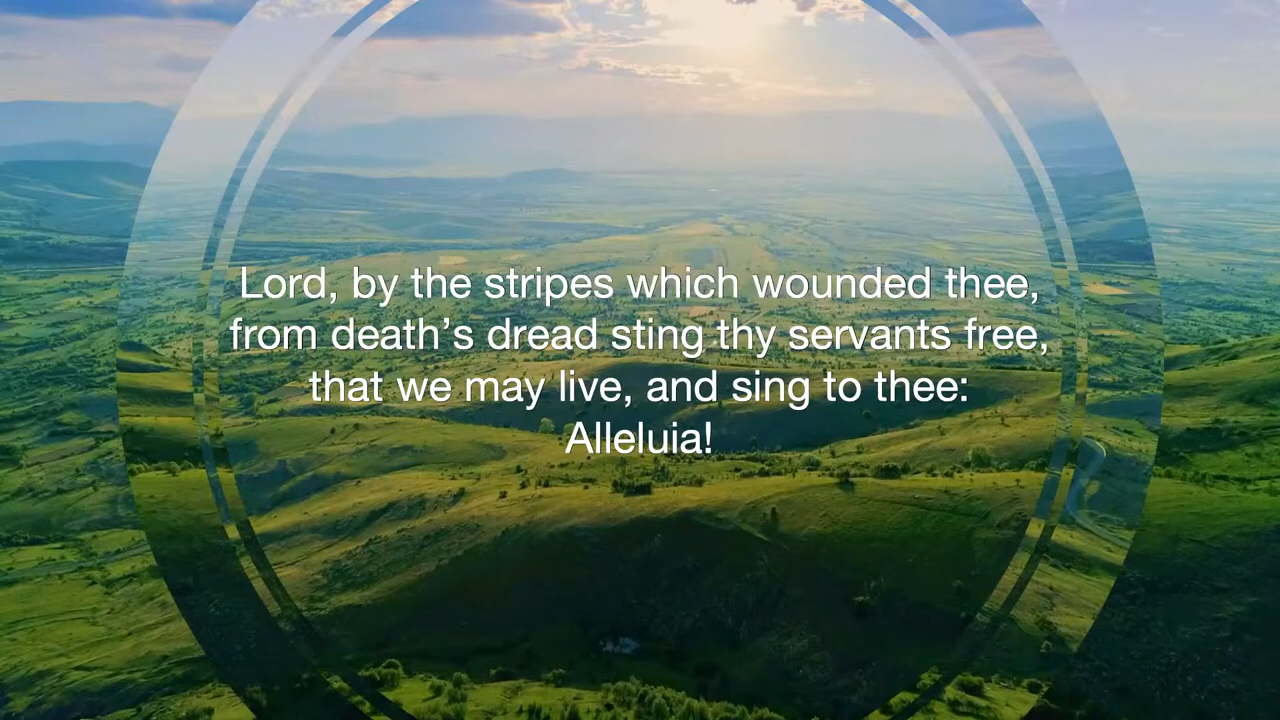 Lord, by the stripes which wounded thee,
from death’s dread sting thy servants free,
that we may live, and sing to thee:
Alleluia!